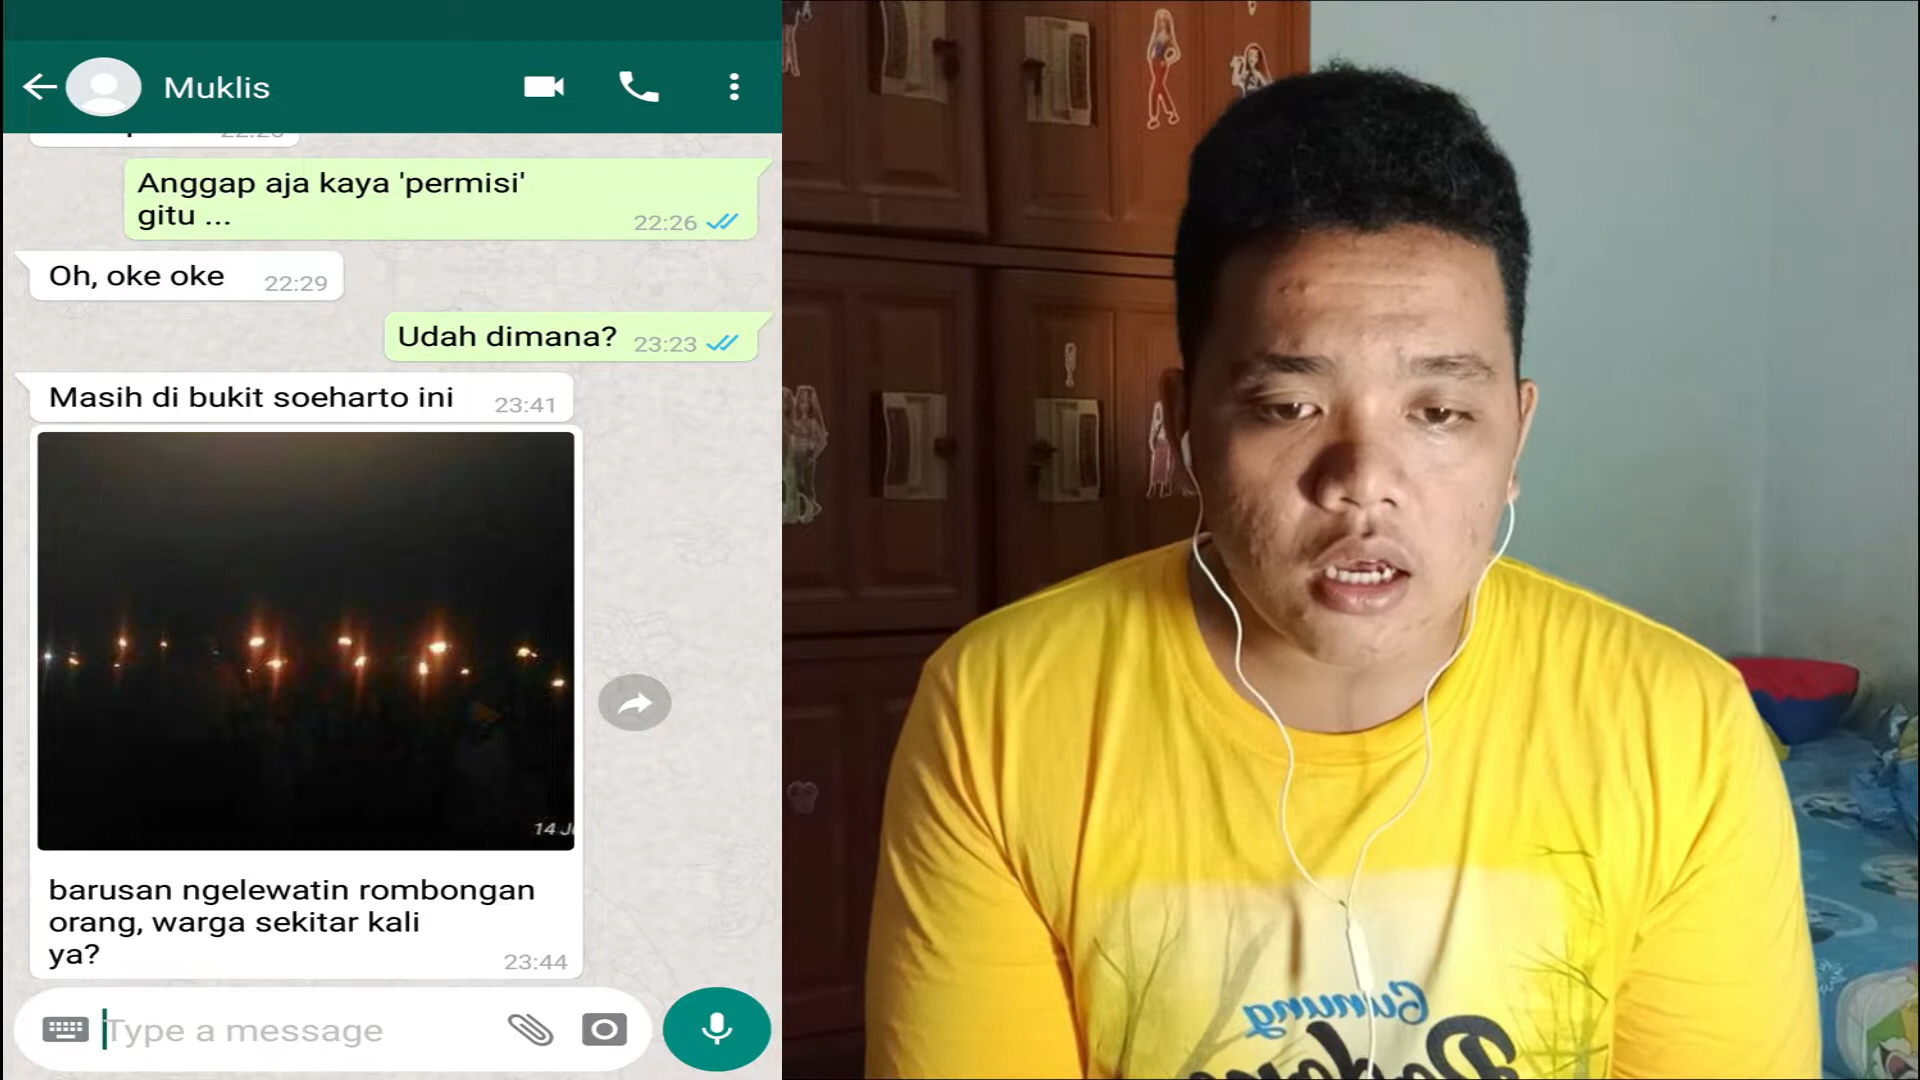 Muklis
Anggap aja kaya 'permisi'
gitu ...
22:26
Oh, oke oke 22:29
Udah dimana? 23:23
Masih di bukit soeharto ini 23:41
barusan ngelewatin rombongan
orang, warga sekitar kali
ya?
23:44
Type a message
Gunung